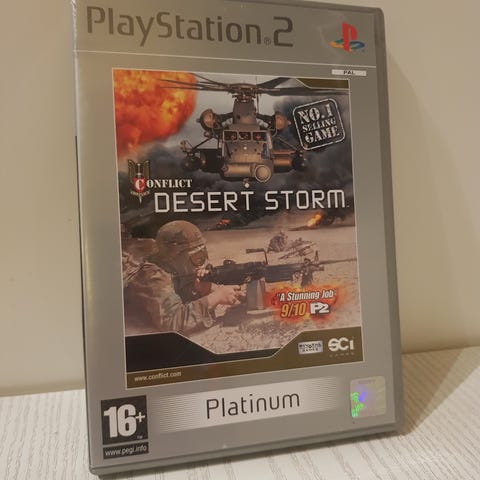 PlayStation®2
PAL
NO.1
SELLING
GAME
CONFLICT
DESERT STORM
"A Stunning Job"
9/10 P2
SCi
GAMES
www.conflict.com
Platinum
16+
www.pegi.info